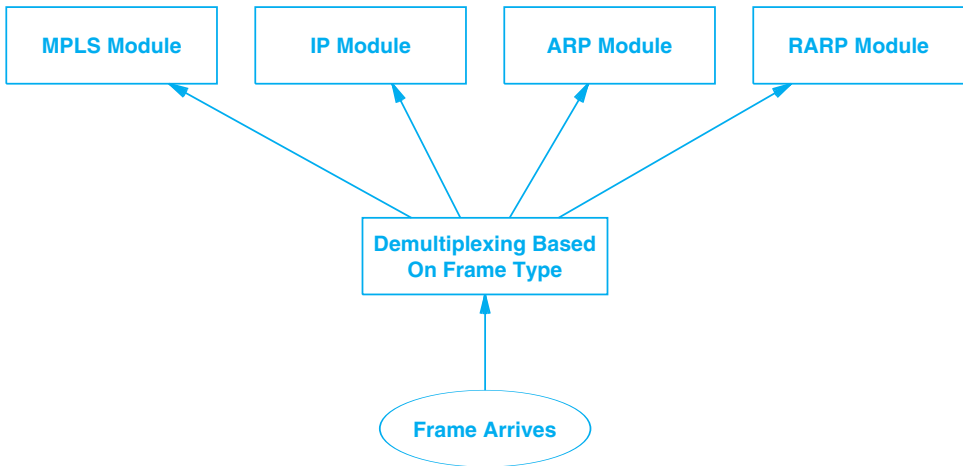 MPLS Module
IP Module
ARP Module
RARP Module
Demultiplexing Based
On Frame Type
Frame Arrives